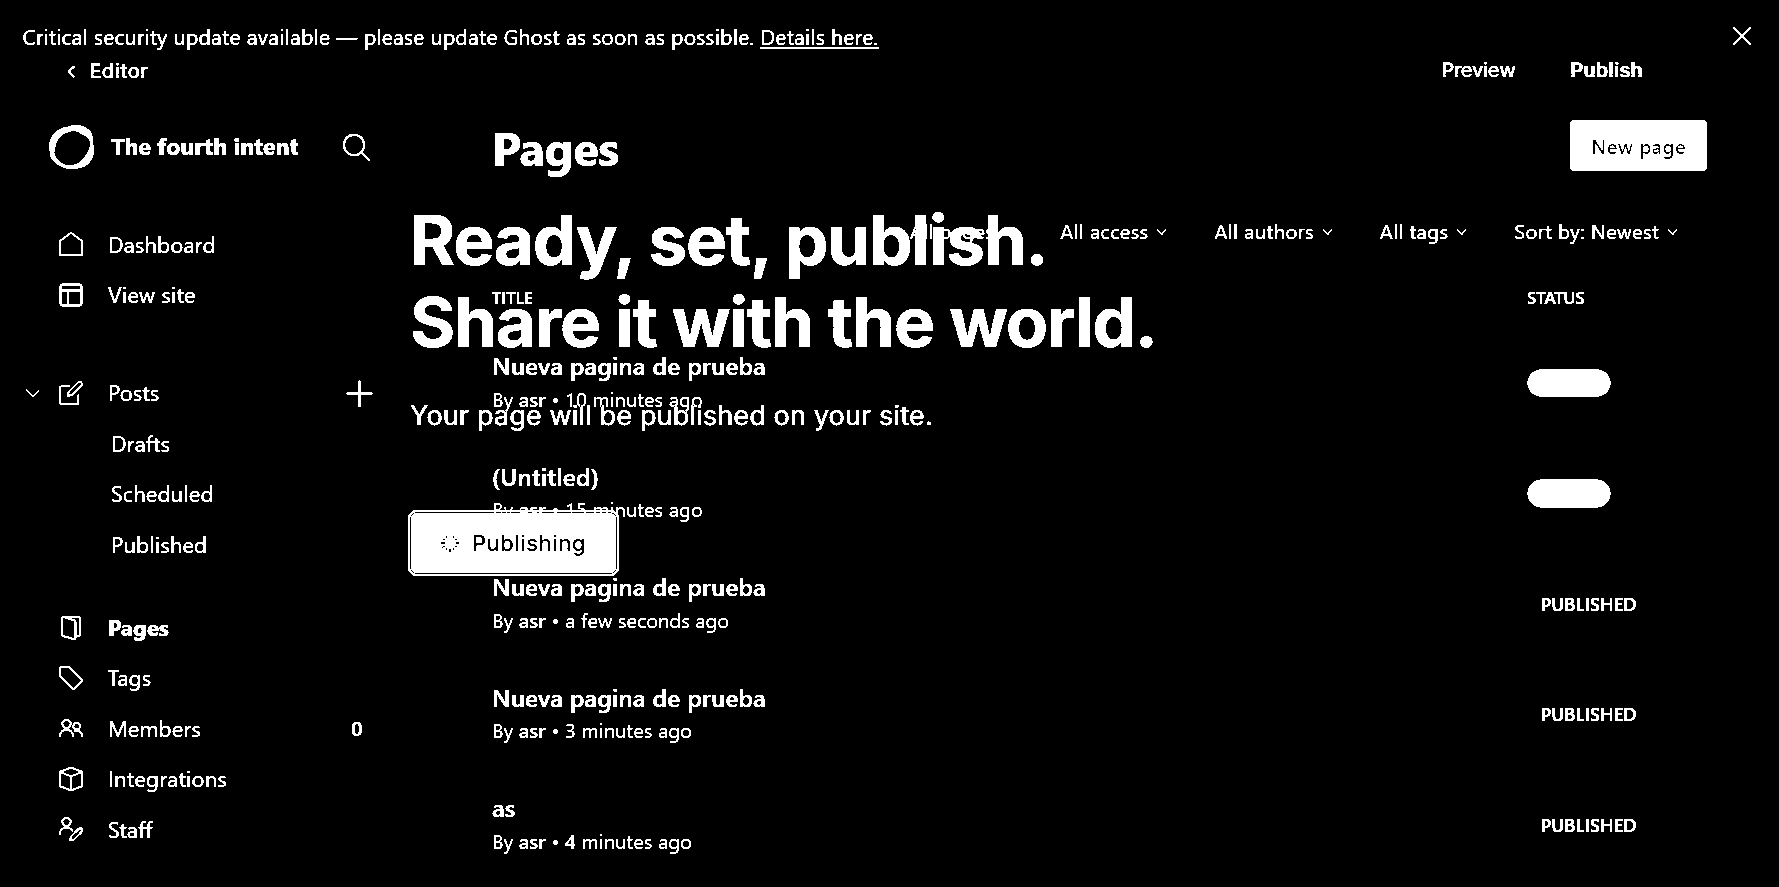 Critical security update available — please update Ghost as soon as possible. Details here.
Editor
Preview
Publish
The fourth intent
Pages
New page
Ready, set, publish.
All access
All authors
All tags
Sort by: Newest
Dashboard
View site
TITLE
STATUS
Share it with the world.
Nueva pagina de prueba
By asr • 10 minutes ago
Your page will be published on your site.
Posts
Drafts
Scheduled
Published
(Untitled)
By asr • 15 minutes ago
Publishing
Nueva pagina de prueba
By asr • a few seconds ago
PUBLISHED
Pages
Tags
Members
0
Integrations
Staff
Nueva pagina de prueba
By asr • 3 minutes ago
PUBLISHED
as
By asr • 4 minutes ago
PUBLISHED